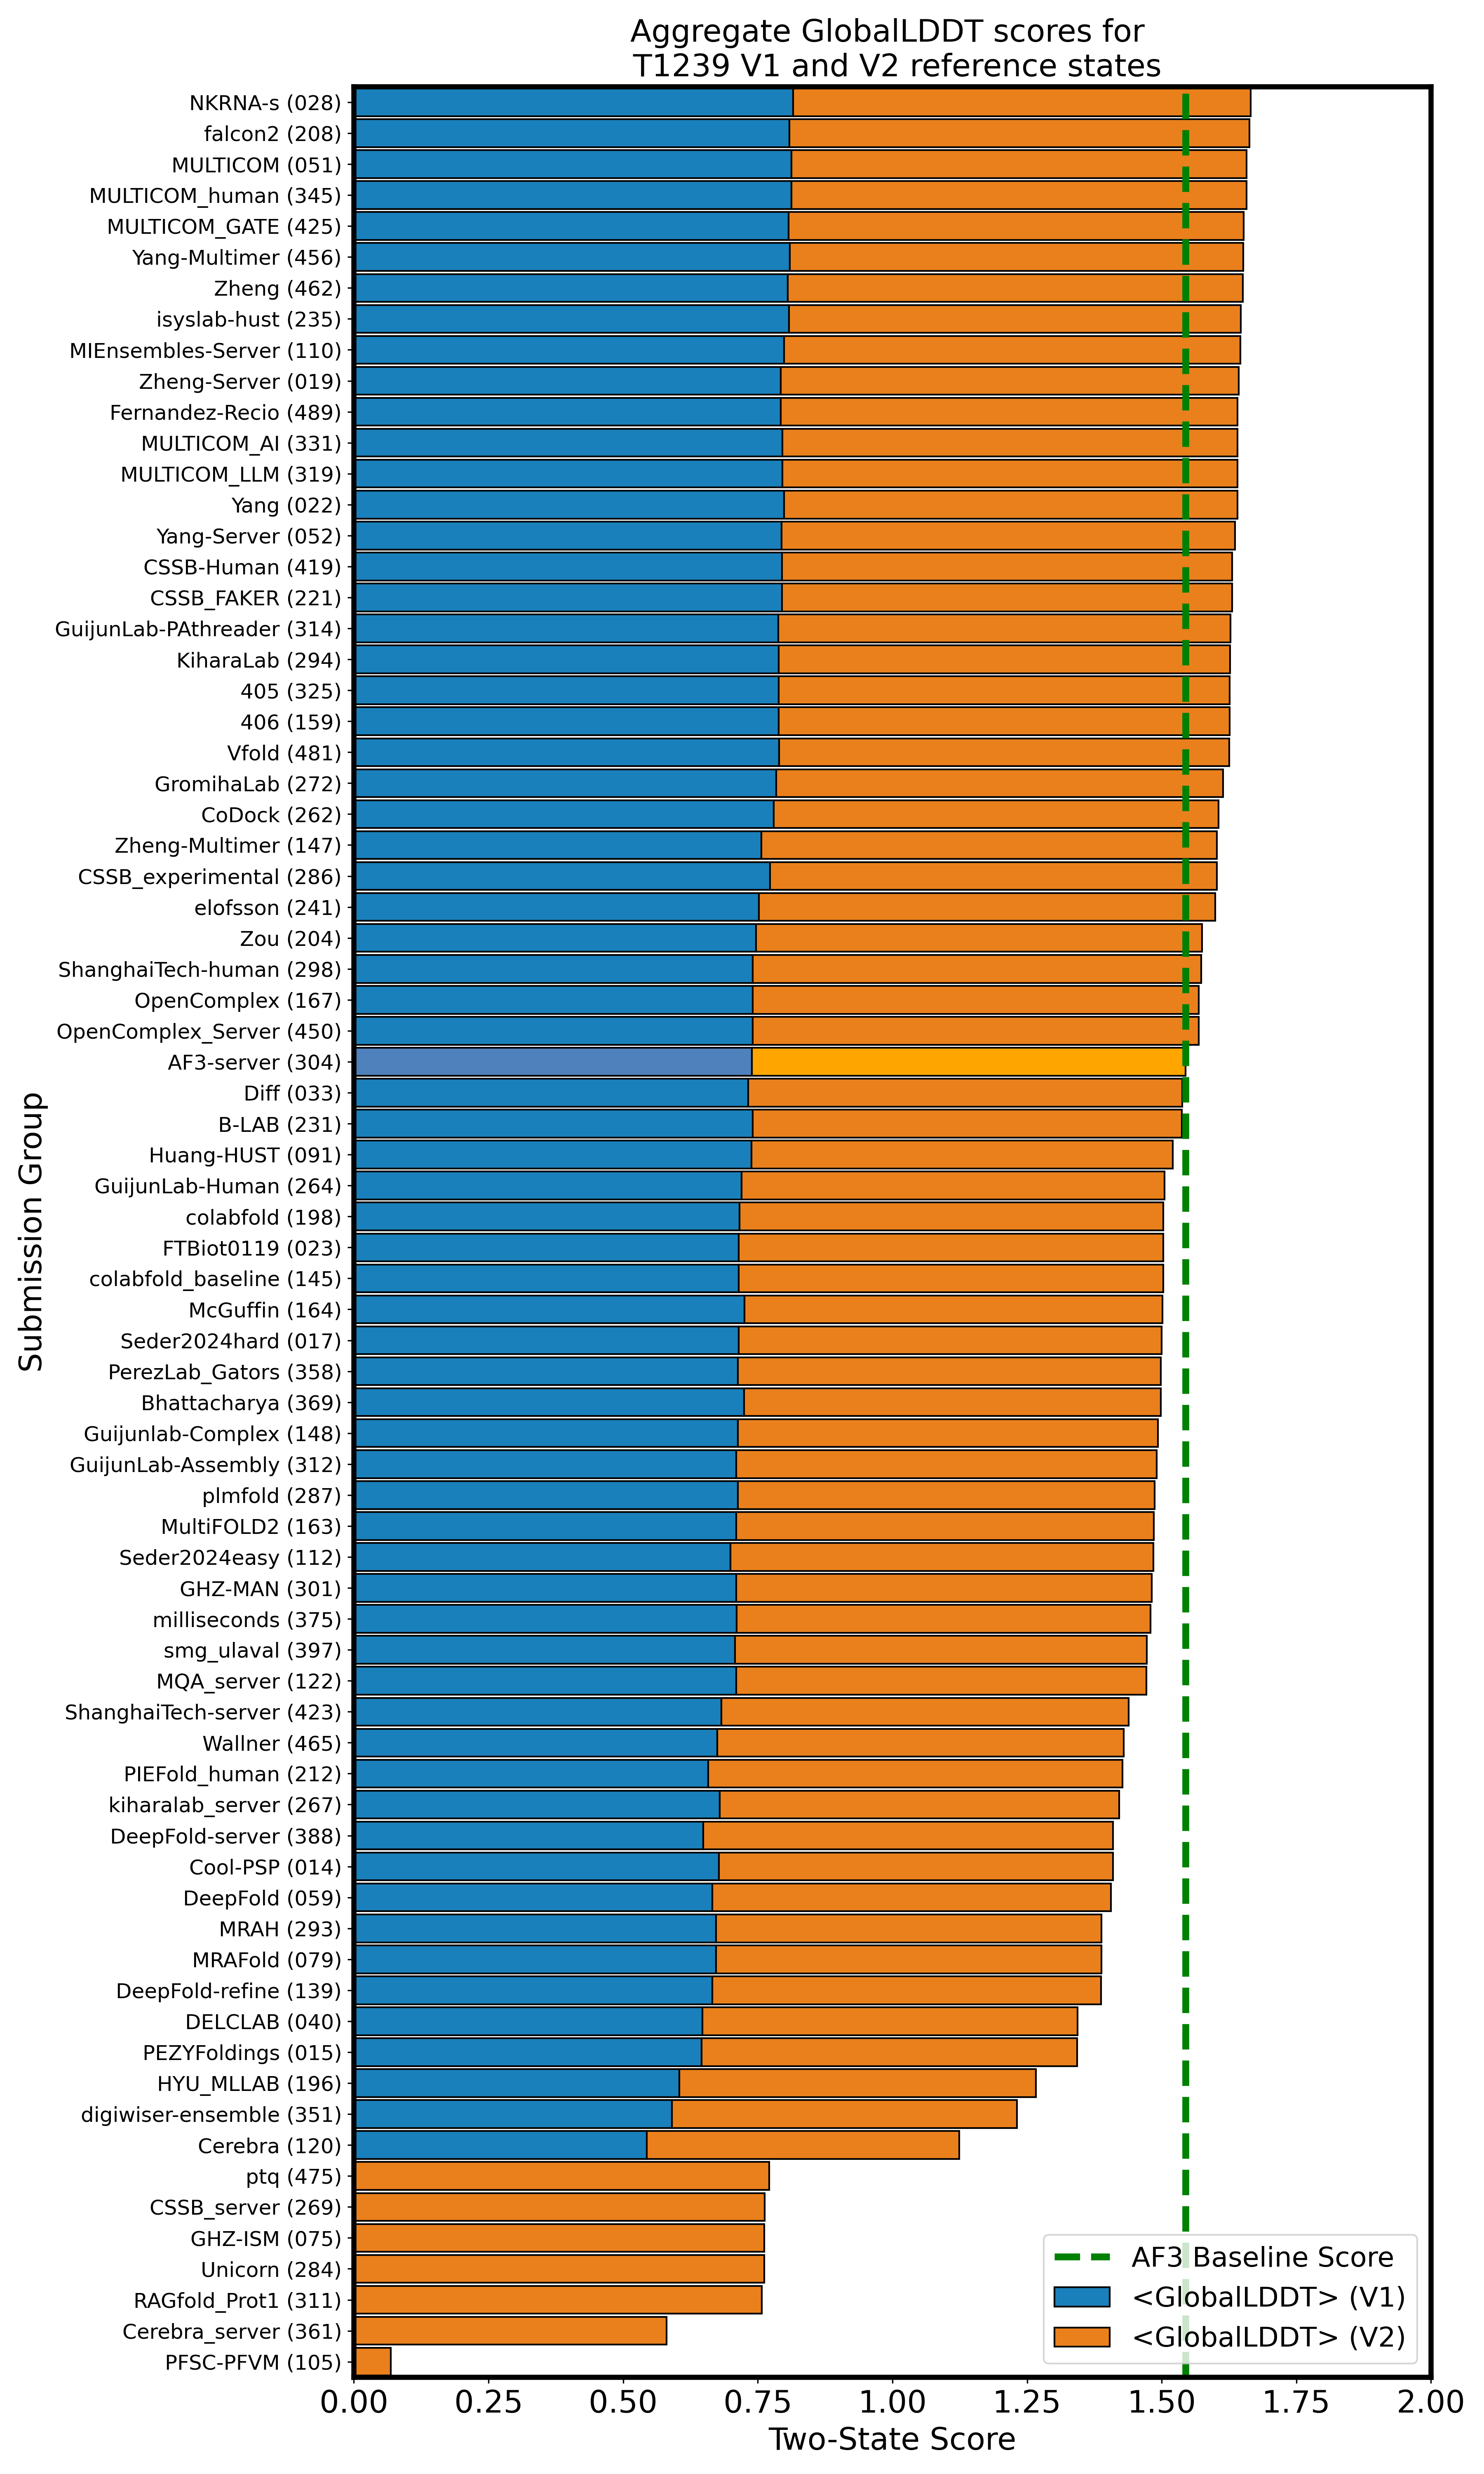 Aggregate GlobalLDDT scores for
T1239 V1 and V2 reference states
NKRNA-s (028)
falcon2 (208)
MULTICOM (051)
MULTICOM_human (345)
MULTICOM_GATE (425)
Yang-Multimer (456)
Zheng (462)
isyslab-hust (235)
MIEnsembles-Server (110)
Zheng-Server (019)
Fernandez-Recio (489)
MULTICOM_AI (331)
MULTICOM_LLM (319)
Yang (022)
Yang-Server (052)
CSSB-Human (419)
CSSB_FAKER (221)
GuijunLab-PAthreader (314)
KiharaLab (294)
405 (325)
406 (159)
Vfold (481)
GromihaLab (272)
CoDock (262)
Zheng-Multimer (147)
CSSB_experimental (286)
elofsson (241)
Zou (204)
ShanghaiTech-human (298)
OpenComplex (167)
OpenComplex_Server (450)
AF3-server (304)
Diff (033)
B-LAB (231)
Huang-HUST (091)
GuijunLab-Human (264)
colabfold (198)
FTBiot0119 (023)
colabfold_baseline (145)
McGuffin (164)
Seder2024hard (017)
PerezLab_Gators (358)
Bhattacharya (369)
Guijunlab-Complex (148)
GuijunLab-Assembly (312)
plmfold (287)
MultiFOLD2 (163)
Seder2024easy (112)
GHZ-MAN (301)
milliseconds (375)
smg_ulaval (397)
MQA_server (122)
ShanghaiTech-server (423)
Wallner (465)
PIEFold_human (212)
kiharalab_server (267)
DeepFold-server (388)
Cool-PSP (014)
DeepFold (059)
MRAH (293)
MRAFold (079)
DeepFold-refine (139)
DELCLAB (040)
PEZYFoldings (015)
HYU_MLLAB (196)
digiwiser-ensemble (351)
Cerebra (120)
ptq (475)
CSSB_server (269)
GHZ-ISM (075)
Unicorn (284)
RAGfold_Prot1 (311)
Cerebra_server (361)
PFSC-PFVM (105)
Submission Group
AF3 Baseline Score
<GlobalLDDT> (V1)
<GlobalLDDT> (V2)
0.00 0.25 0.50 0.75 1.00 1.25 1.50 1.75 2.00
Two-State Score